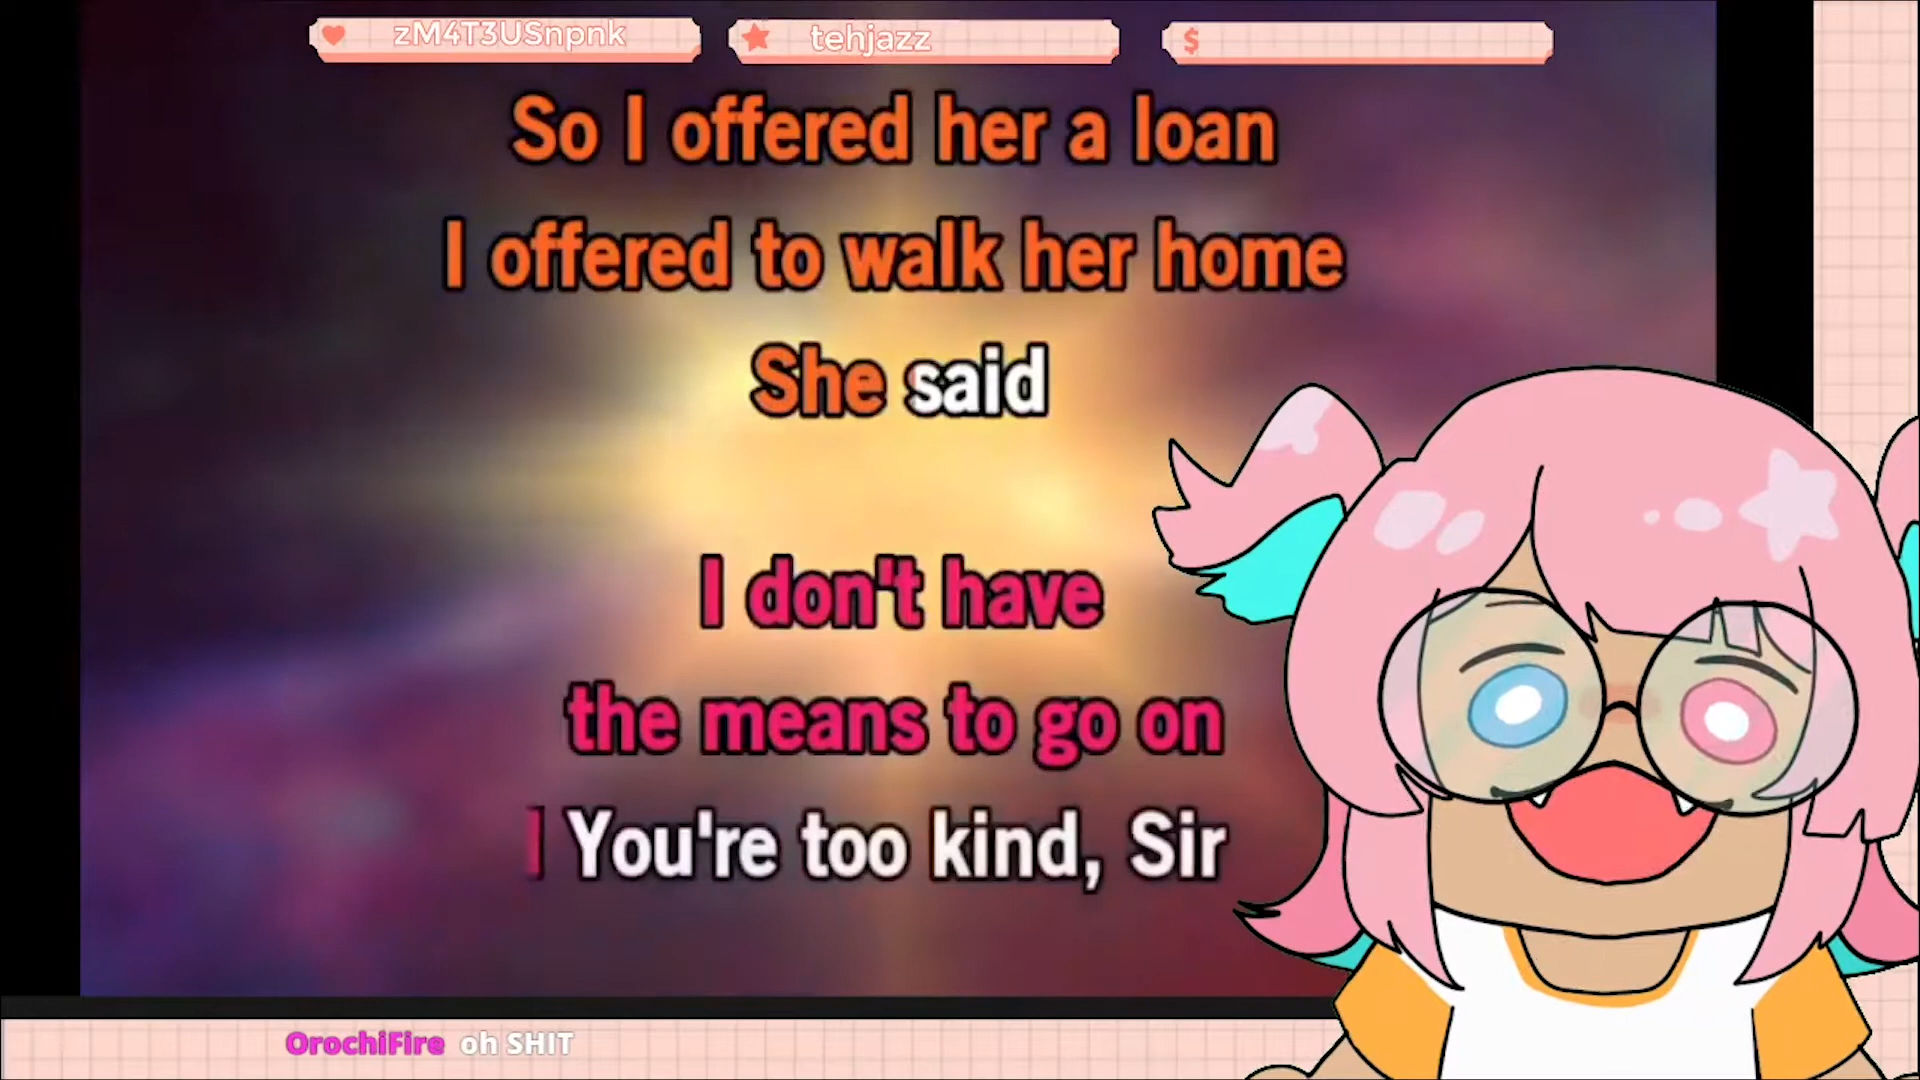 zM4T3USnpnk
tehjazz
$
So I offered her a loan
I offered to walk her home
She said
I don't have
the means to go on
You're too kind, Sir
OrochiFire oh SHIT